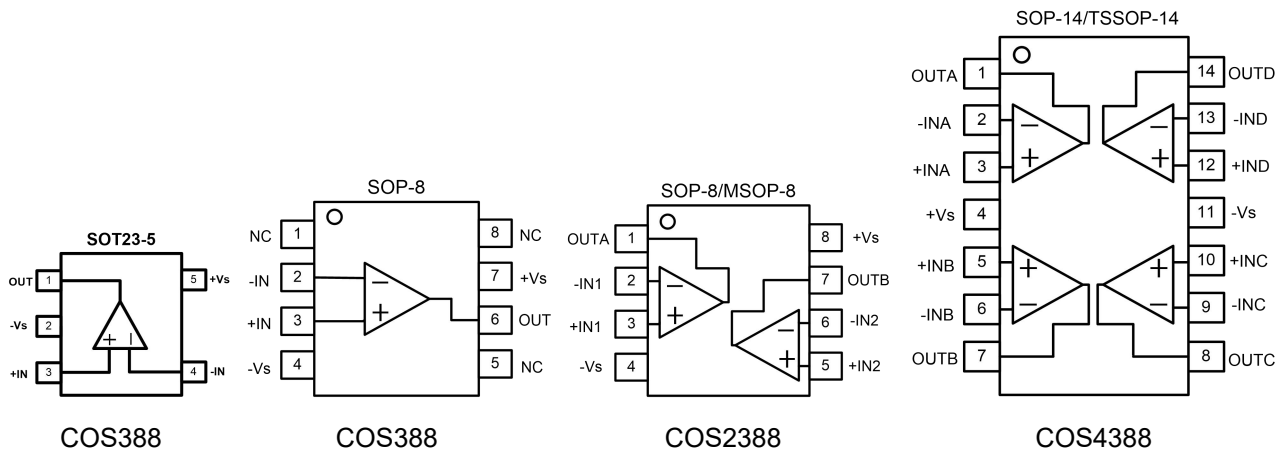 SOT23-5
OUT 1
-Vs 2
+IN 3
5 +Vs
4 -IN
+ −
COS388
SOP-8
NC 1
-IN 2
+IN 3
-Vs 4
8 NC
7 +Vs
6 OUT
5 NC
−
+
COS388
SOP-8/MSOP-8
OUTA 1
-IN1 2
+IN1 3
-Vs 4
8 +Vs
7 OUTB
6 -IN2
5 +IN2
−
+
−
+
COS2388
SOP-14/TSSOP-14
OUTA 1
-INA 2
+INA 3
+Vs 4
+INB 5
-INB 6
OUTB 7
14 OUTD
13 -IND
12 +IND
11 -Vs
10 +INC
9 -INC
8 OUTC
−
+
−
+
+
−
+
−
COS4388